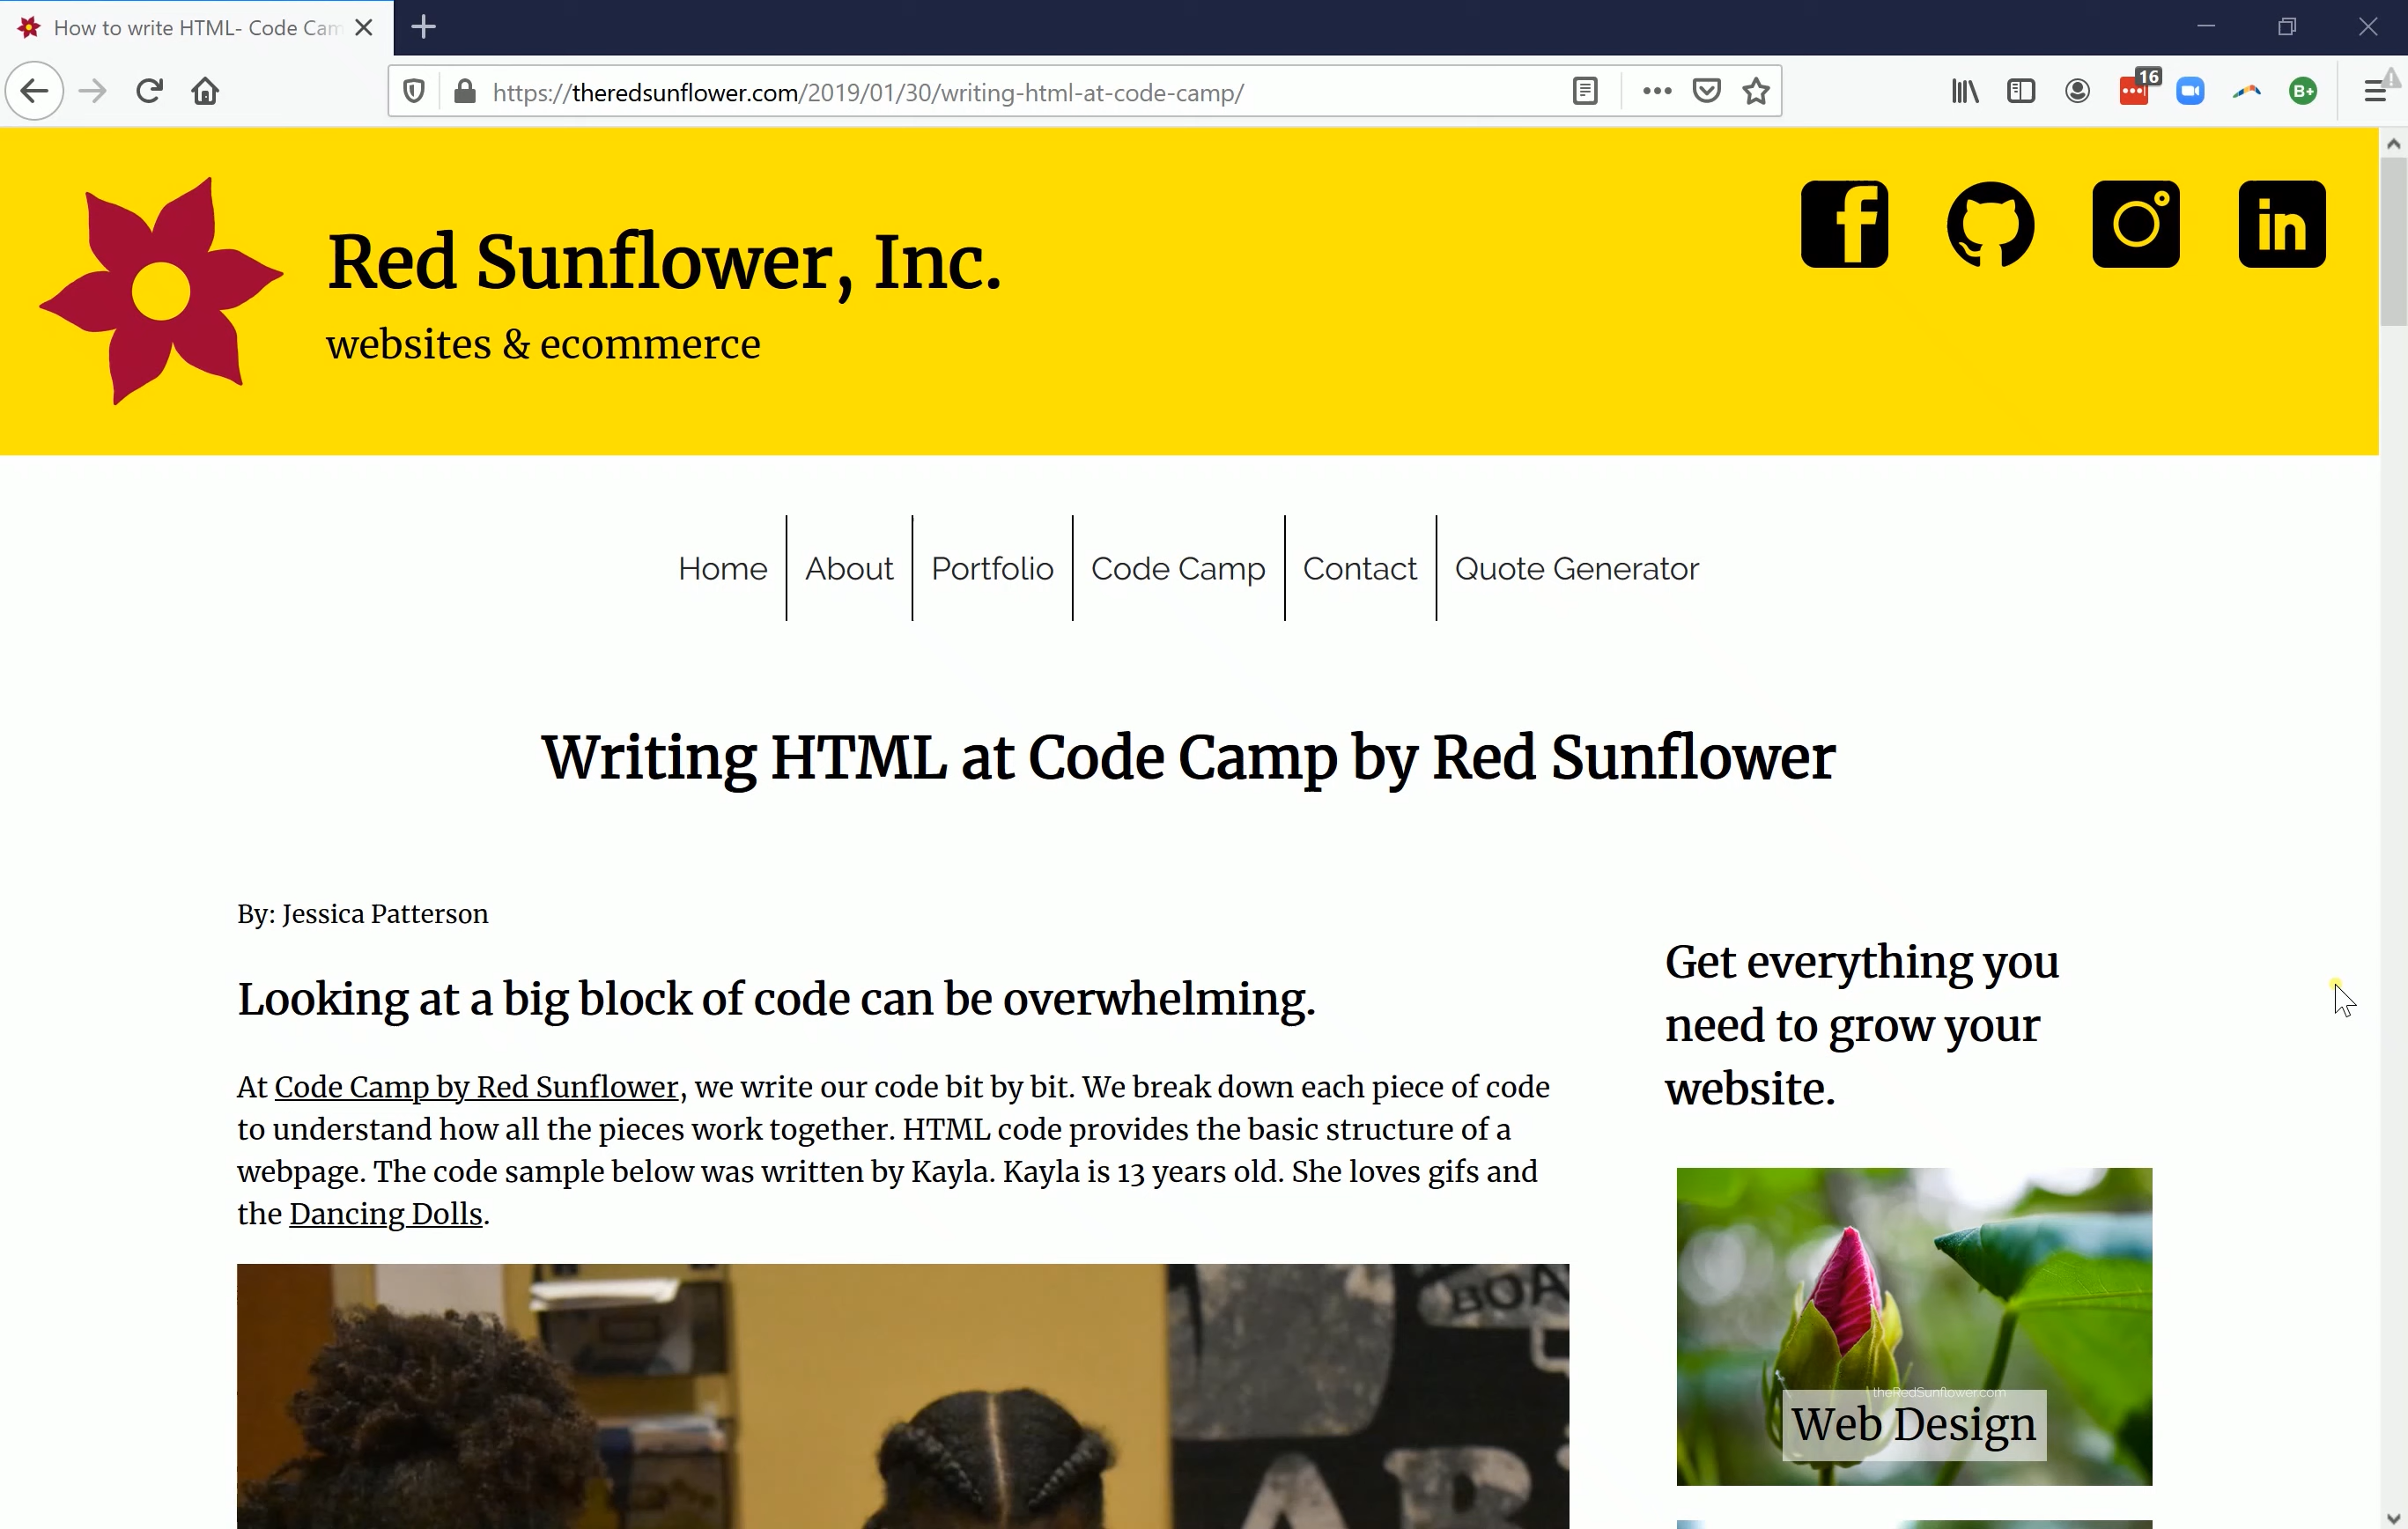 How to write HTML- Code Cam
https://theredsunflower.com/2019/01/30/writing-html-at-code-camp/
16
B+
Red Sunflower, Inc.
websites & ecommerce
f
in
Home
About
Portfolio
Code Camp
Contact
Quote Generator
Writing HTML at Code Camp by Red Sunflower
By: Jessica Patterson
Looking at a big block of code can be overwhelming.
At Code Camp by Red Sunflower, we write our code bit by bit. We break down each piece of code
to understand how all the pieces work together. HTML code provides the basic structure of a
webpage. The code sample below was written by Kayla. Kayla is 13 years old. She loves gifs and
the Dancing Dolls.
Get everything you
need to grow your
website.
theRedSunflower.com
Web Design